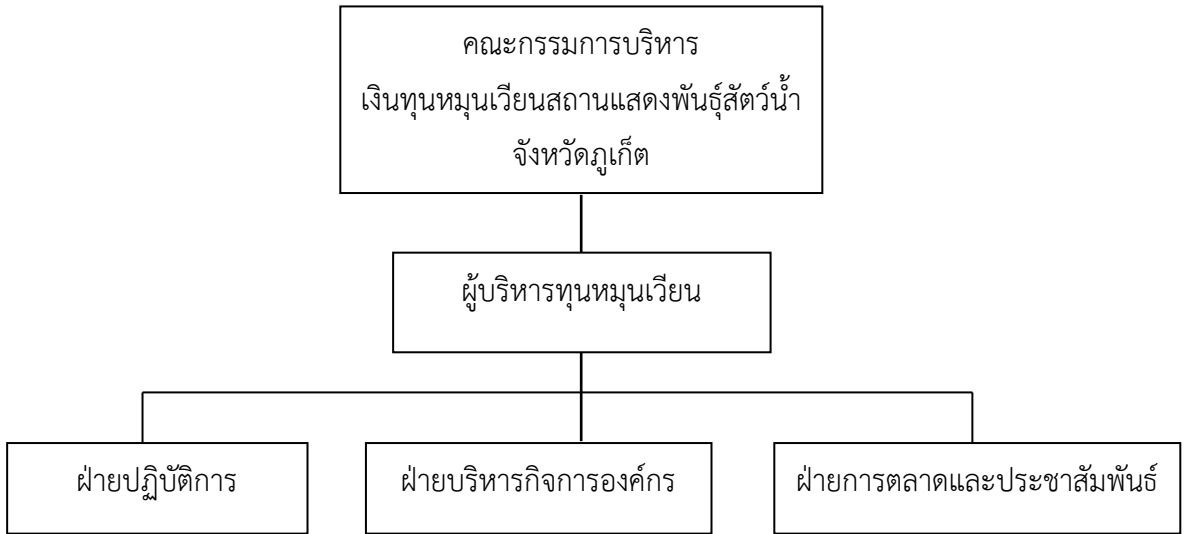 คณะกรรมการบริหาร
เงินทุนหมุนเวียนสถานแสดงพันธุ์สัตว์น้ำ
จังหวัดภูเก็ต
ผู้บริหารทุนหมุนเวียน
ฝ่ายปฏิบัติการ
ฝ่ายบริหารกิจการองค์กร
ฝ่ายการตลาดและประชาสัมพันธ์